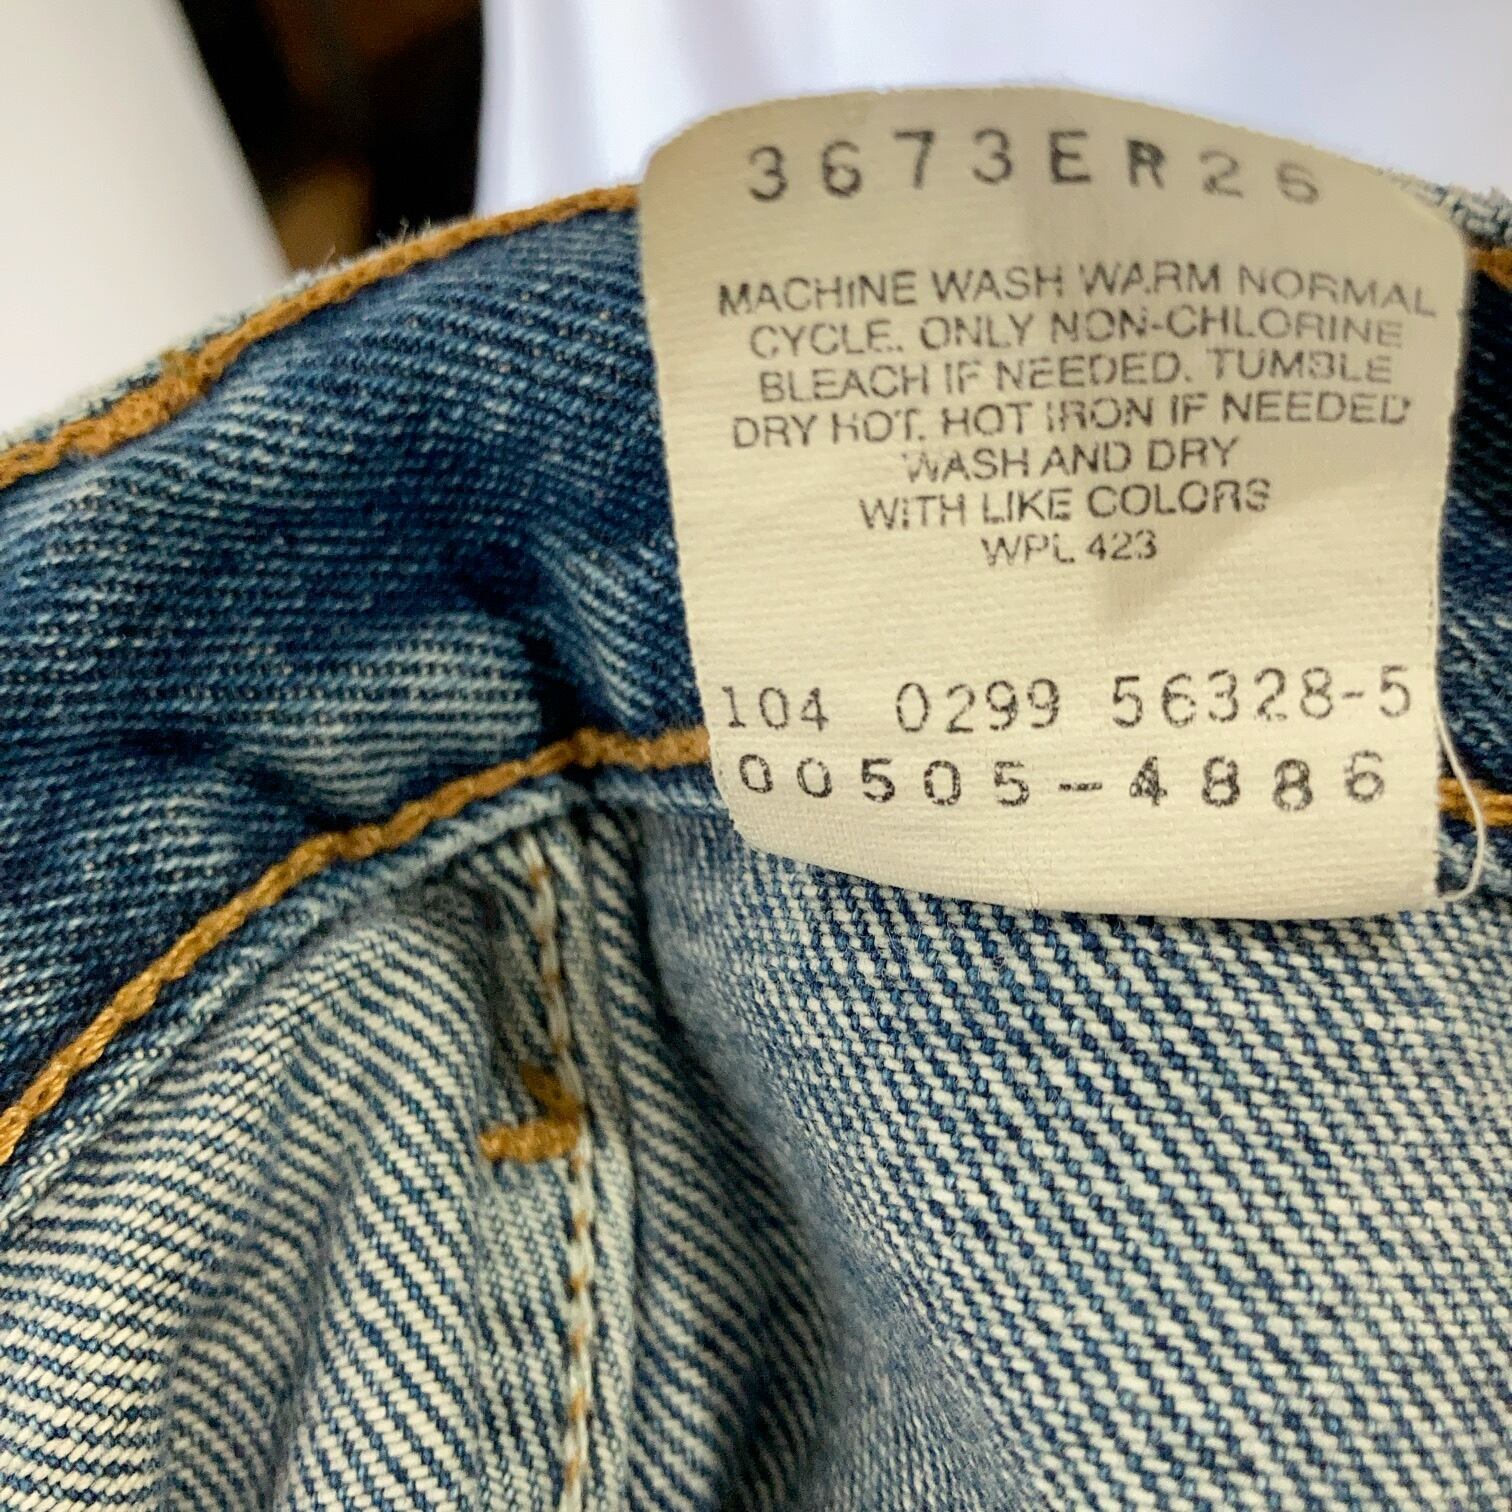 3673ER26
MACHINE WASH WARM NORMAL
CYCLE. ONLY NON-CHLORINE
BLEACH IF NEEDED. TUMBLE
DRY HOT. HOT IRON IF NEEDED
WASH AND DRY
WITH LIKE COLORS
WPL 423
104 0299 56328-5
00505-4886